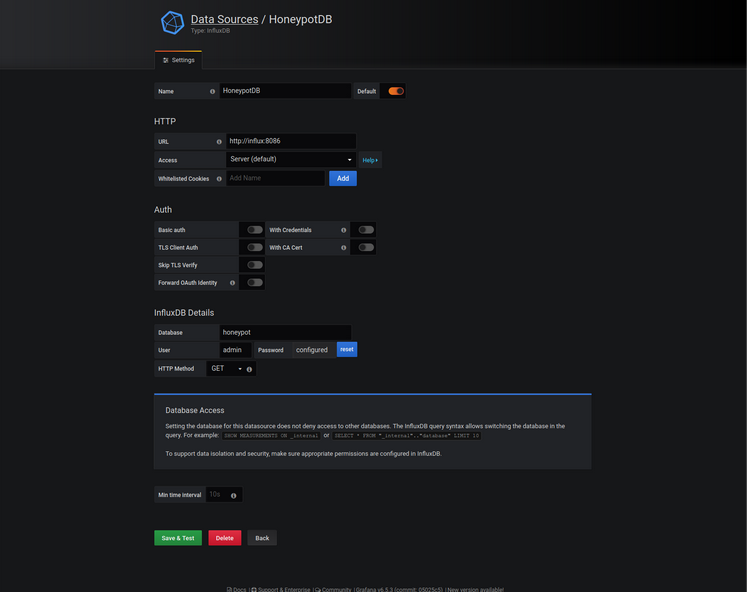 Data Sources / HoneypotDB
Type: InfluxDB
Settings
Name HoneypotDB Default
HTTP
URL http://influx:8086
Access Server (default) Help
Whitelisted Cookies Add Name Add
Auth
Basic auth With Credentials
TLS Client Auth With CA Cert
Skip TLS Verify
Forward OAuth Identity
InfluxDB Details
Database honeypot
User admin Password configured reset
HTTP Method GET
Database Access
Setting the database for this datasource does not deny access to other databases. The InfluxDB query syntax allows switching the database in the
query. For example: SHOW MEASUREMENTS ON _internal or SELECT * FROM "_internal".."database" LIMIT 10
To support data isolation and security, make sure appropriate permissions are configured in InfluxDB.
Min time interval 10s
Save & Test Delete Back
Docs | Support & Enterprise | Community | Grafana v6.5.3 (commit: 05025c5) | New version available!